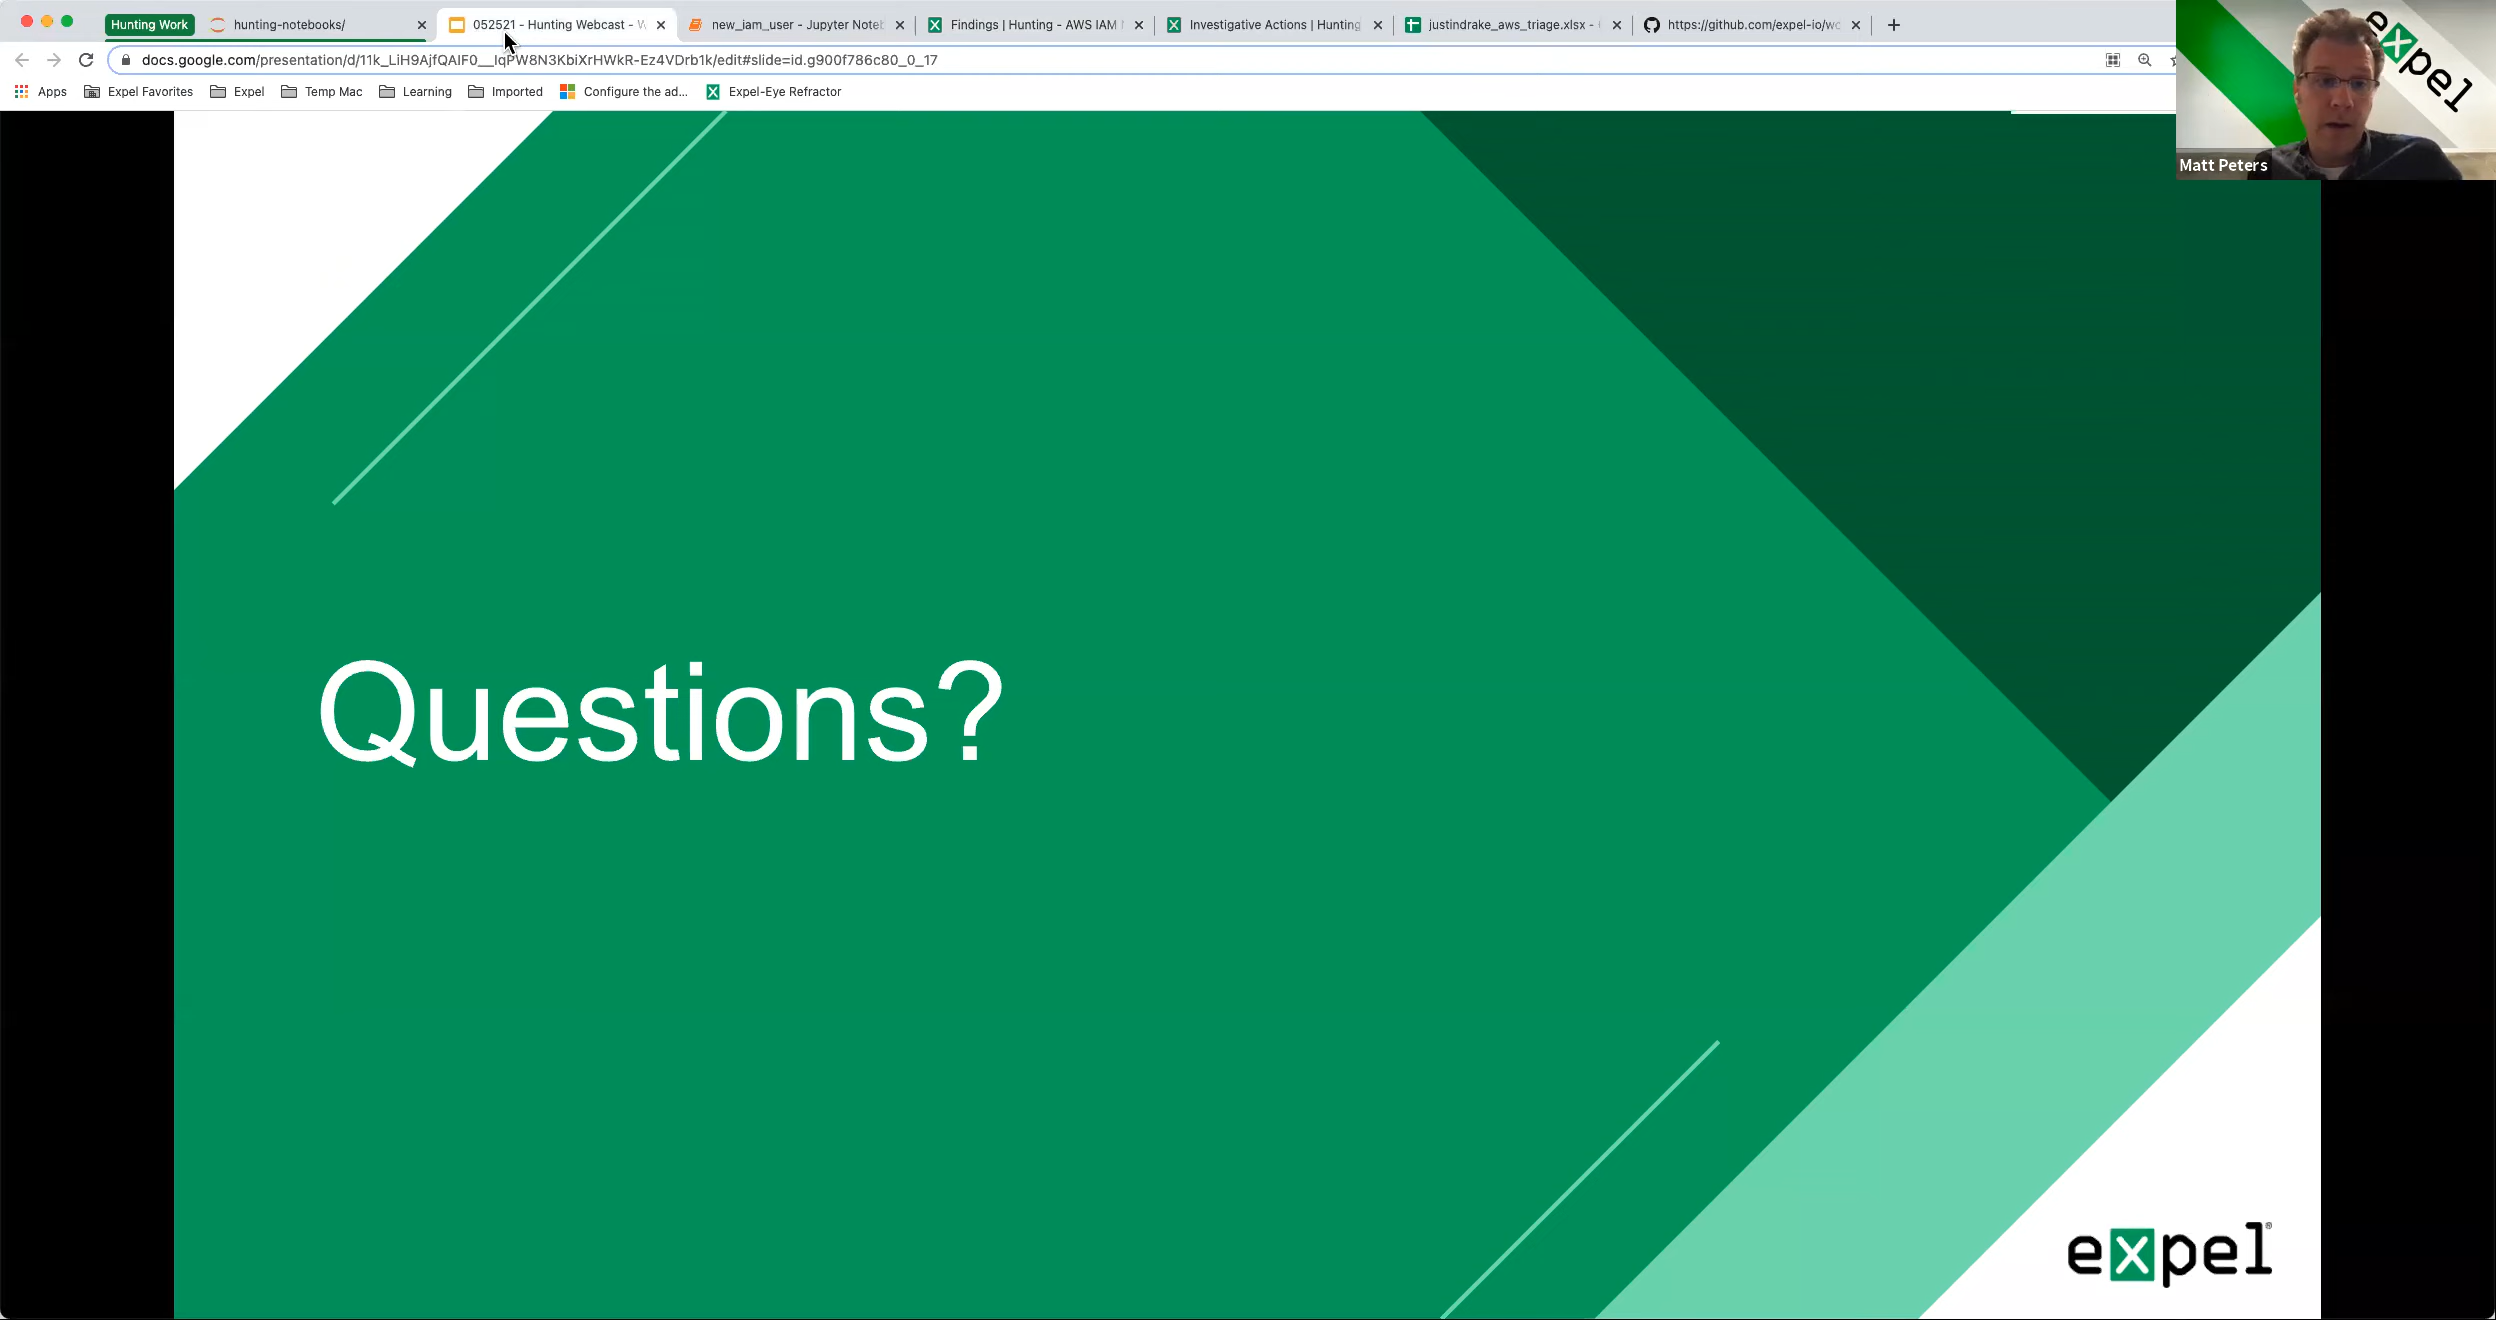 Hunting Work
hunting-notebooks/
052521 - Hunting Webcast - W
new_iam_user - Jupyter Noteb
Findings | Hunting - AWS IAM
Investigative Actions | Hunting
justindrake_aws_triage.xlsx -
https://github.com/expel-io/wo
docs.google.com/presentation/d/11k_LiH9AjfQAIF0__IqPW8N3KbiXrHWkR-Ez4VDrb1k/edit#slide=id.g900f786c80_0_17
Apps
Expel Favorites
Expel
Temp Mac
Learning
Imported
Configure the ad...
Expel-Eye Refractor
expel
Matt Peters
Questions?
expel®